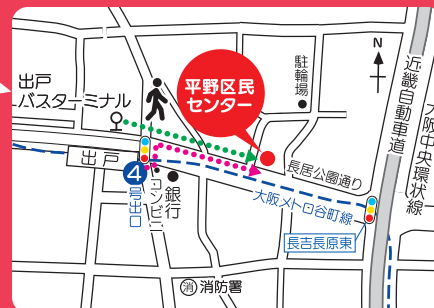 出戸
バスターミナル
平野区民
センター
駐輪場
N
近畿自動車道
大阪中央環状線
出戸
4
号出口
コンビニ
銀行
長居公園通り
大阪メトロ谷町線
長吉長原東
消 消防署